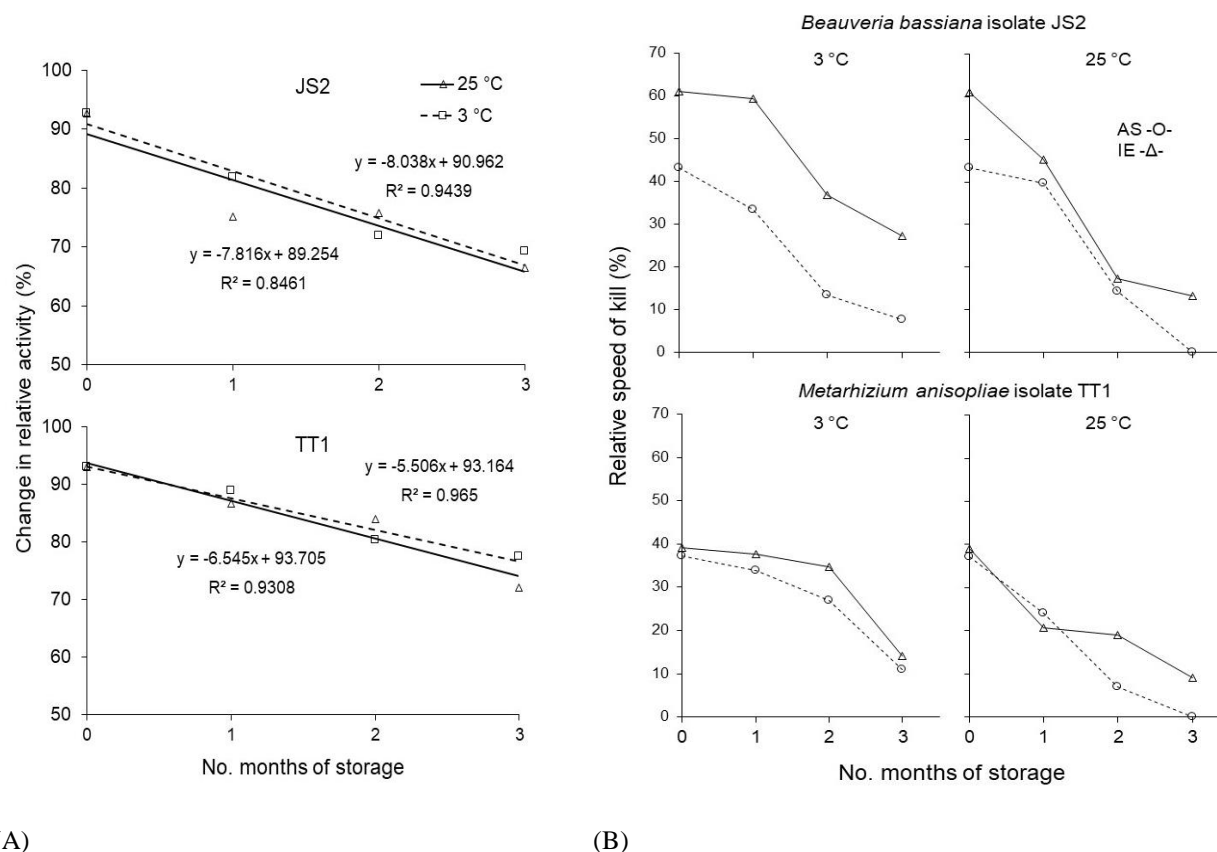 JS2
25 °C
3 °C
y = -8.038x + 90.962
R² = 0.9439
y = -7.816x + 89.254
R² = 0.8461
100
90
80
70
60
50
0
1
2
3
TT1
y = -5.506x + 93.164
R² = 0.965
y = -6.545x + 93.705
R² = 0.9308
100
90
80
70
60
50
0
1
2
3
Change in relative activity (%)
No. months of storage
A)
Beauveria bassiana isolate JS2
3 °C
25 °C
AS -O-
IE -Δ-
70
60
50
40
30
20
10
0
Metarhizium anisopliae isolate TT1
3 °C
25 °C
70
60
50
40
30
20
10
0
0
1
2
3
0
1
2
3
Relative speed of kill (%)
No. months of storage
(B)